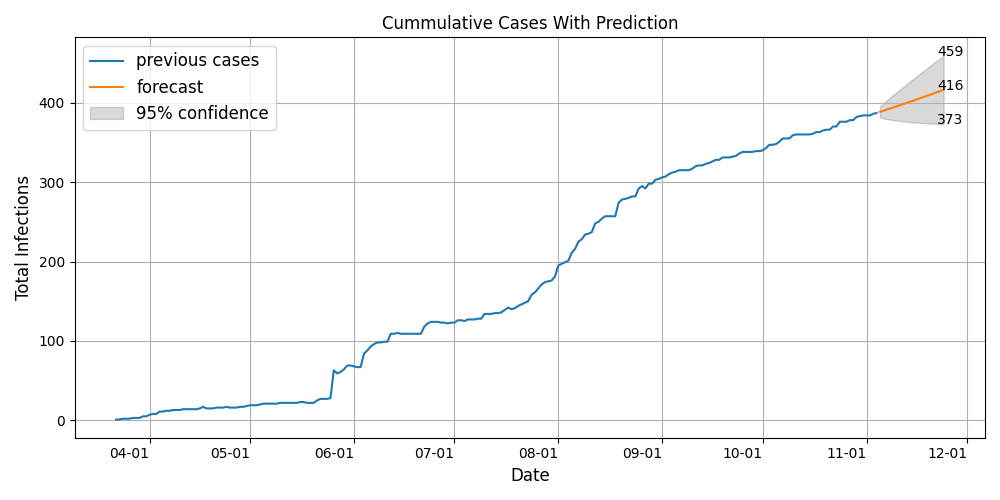 Cummulative Cases With Prediction
previous cases
forecast
95% confidence
459
416
373
Total Infections
400
300
200
100
0
04-01 05-01 06-01 07-01 08-01 09-01 10-01 11-01 12-01
Date